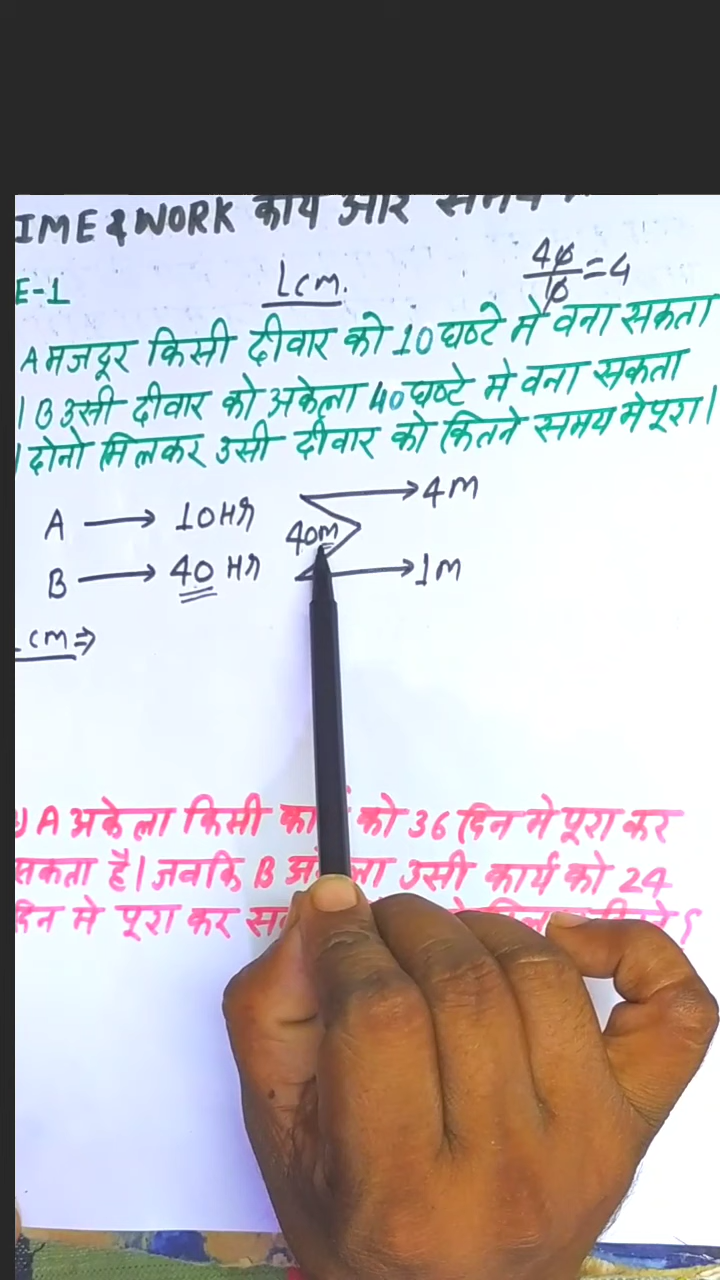 IME & WORK कार्य और समय
E-1
Lcm.
40/10 = 4
A मजदूर किसी दीवार को 10 घण्टे में बना सकता
। B उसी दीवार को अकेला 40 घण्टे मे बना सकता
। दोनो मिलकर उसी दीवार को कितने समय मे पूरा।
A → 10 Hr
40m
→ 4m
B → 40 Hr
→ 1m
cm ⇒
) A अकेला किसी को 36 दिन मे पूरा कर
सकता है। जबकि B उसी कार्य को 24
दिन मे पूरा कर